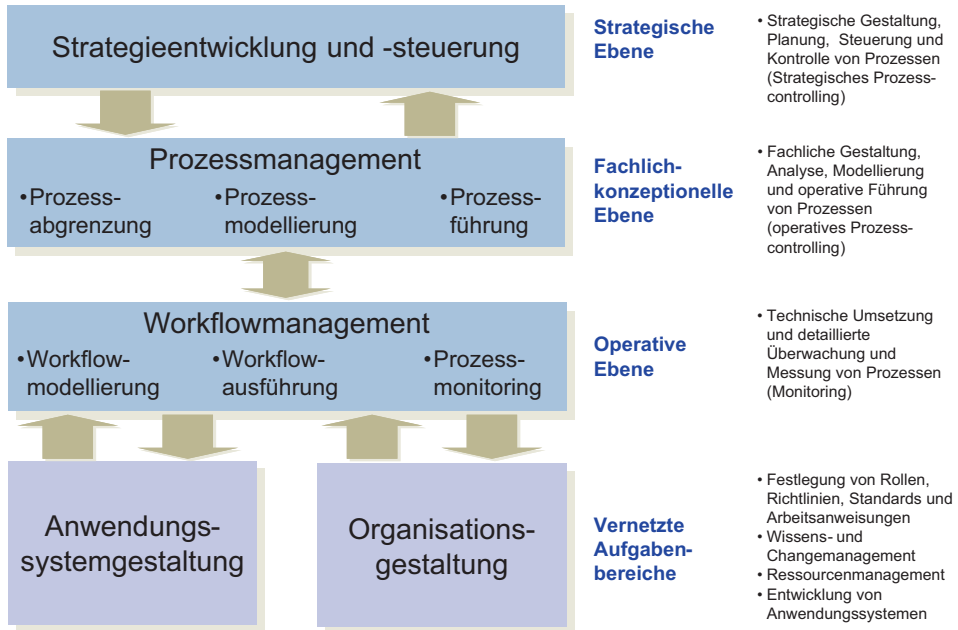 Strategieentwicklung und -steuerung
Strategische
Ebene
• Strategische Gestaltung,
Planung, Steuerung und
Kontrolle von Prozessen
(Strategisches Prozess-
controlling)
Prozessmanagement
•Prozess-
abgrenzung
•Prozess-
modellierung
•Prozess-
führung
Fachlich-
konzeptionelle
Ebene
• Fachliche Gestaltung,
Analyse, Modellierung
und operative Führung
von Prozessen
(operatives Prozess-
controlling)
Workflowmanagement
•Workflow-
modellierung
•Workflow-
ausführung
•Prozess-
monitoring
Operative
Ebene
• Technische Umsetzung
und detaillierte
Überwachung und
Messung von Prozessen
(Monitoring)
Anwendungs-
systemgestaltung
Organisations-
gestaltung
Vernetzte
Aufgaben-
bereiche
• Festlegung von Rollen,
Richtlinien, Standards und
Arbeitsanweisungen
• Wissens- und
Changemanagement
• Ressourcenmanagement
• Entwicklung von
Anwendungssystemen